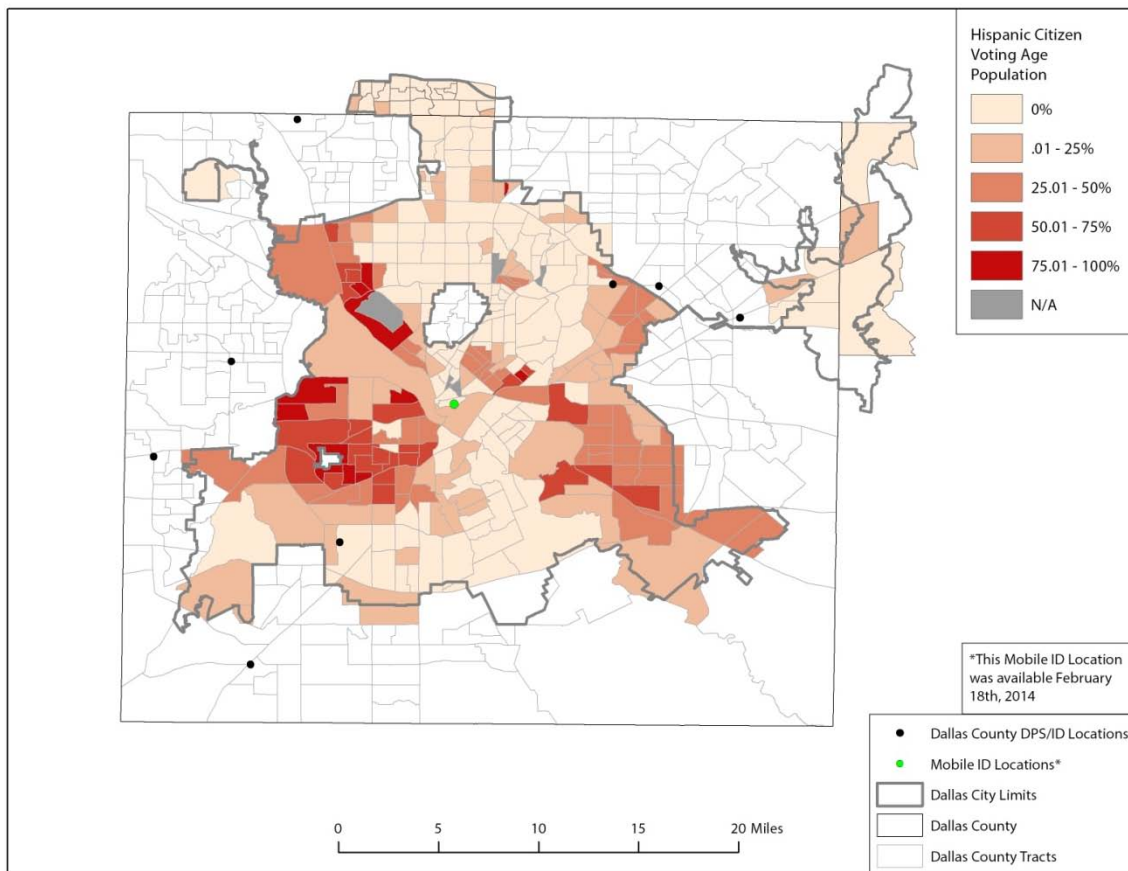 Hispanic Citizen
Voting Age
Population
0%
.01 - 25%
25.01 - 50%
50.01 - 75%
75.01 - 100%
N/A
*This Mobile ID Location
was available February
18th, 2014
Dallas County DPS/ID Locations
Mobile ID Locations*
Dallas City Limits
Dallas County
Dallas County Tracts
0 5 10 15 20 Miles